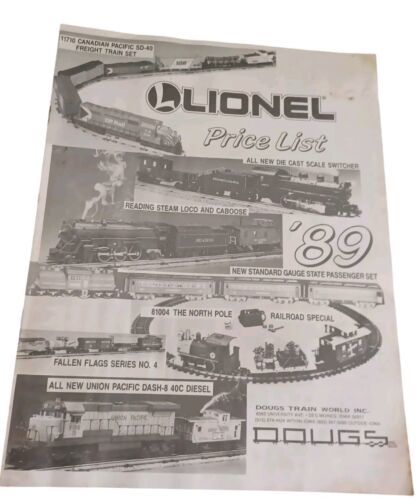 11710 CANADIAN PACIFIC SD-40
FREIGHT TRAIN SET
CP Rail
LIONEL
Price List
ALL NEW DIE CAST SCALE SWITCHER
READING STEAM LOCO AND CABOOSE
'89
NEW STANDARD GAUGE STATE PASSENGER SET
81004 THE NORTH POLE RAILROAD SPECIAL
FALLEN FLAGS SERIES NO. 4
ALL NEW UNION PACIFIC DASH-8 40C DIESEL
UNION PACIFIC
DOUGS TRAIN WORLD INC.
DOUGS